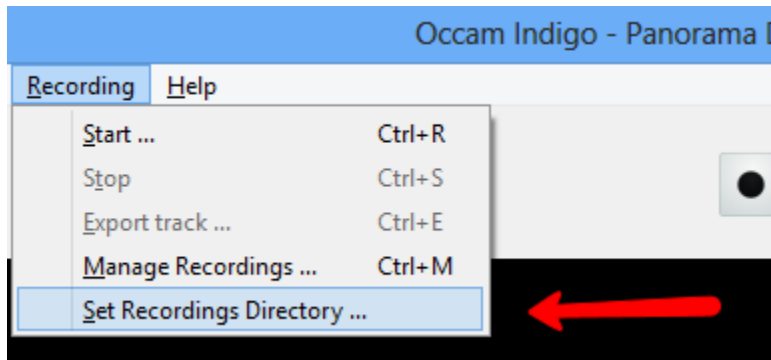 Occam Indigo - Panorama
Recording Help
Start ... Ctrl+R
Stop Ctrl+S
Export track ... Ctrl+E
Manage Recordings ... Ctrl+M
Set Recordings Directory ...